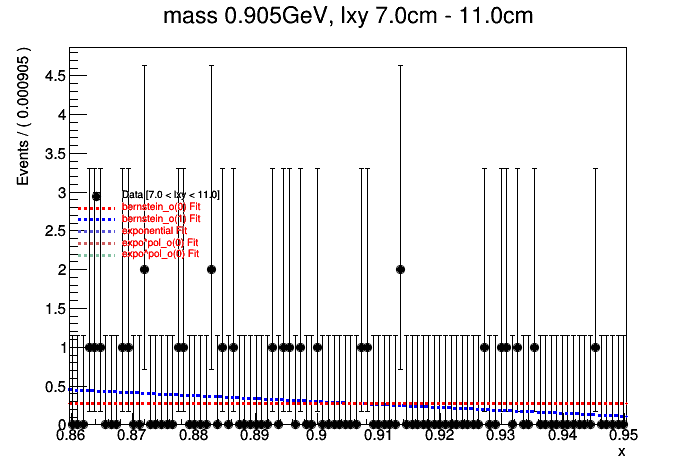 mass 0.905GeV, lxy 7.0cm - 11.0cm
Events / ( 0.000905 )
4.5
4
3.5
3
2.5
2
1.5
1
0.5
0
Data [7.0 < lxy < 11.0]
bernstein_o(0) Fit
bernstein_o(1) Fit
exponential Fit
expo*pol_o(0) Fit
expo*pol_o(0) Fit
0.86 0.87 0.88 0.89 0.9 0.91 0.92 0.93 0.94 0.95
x